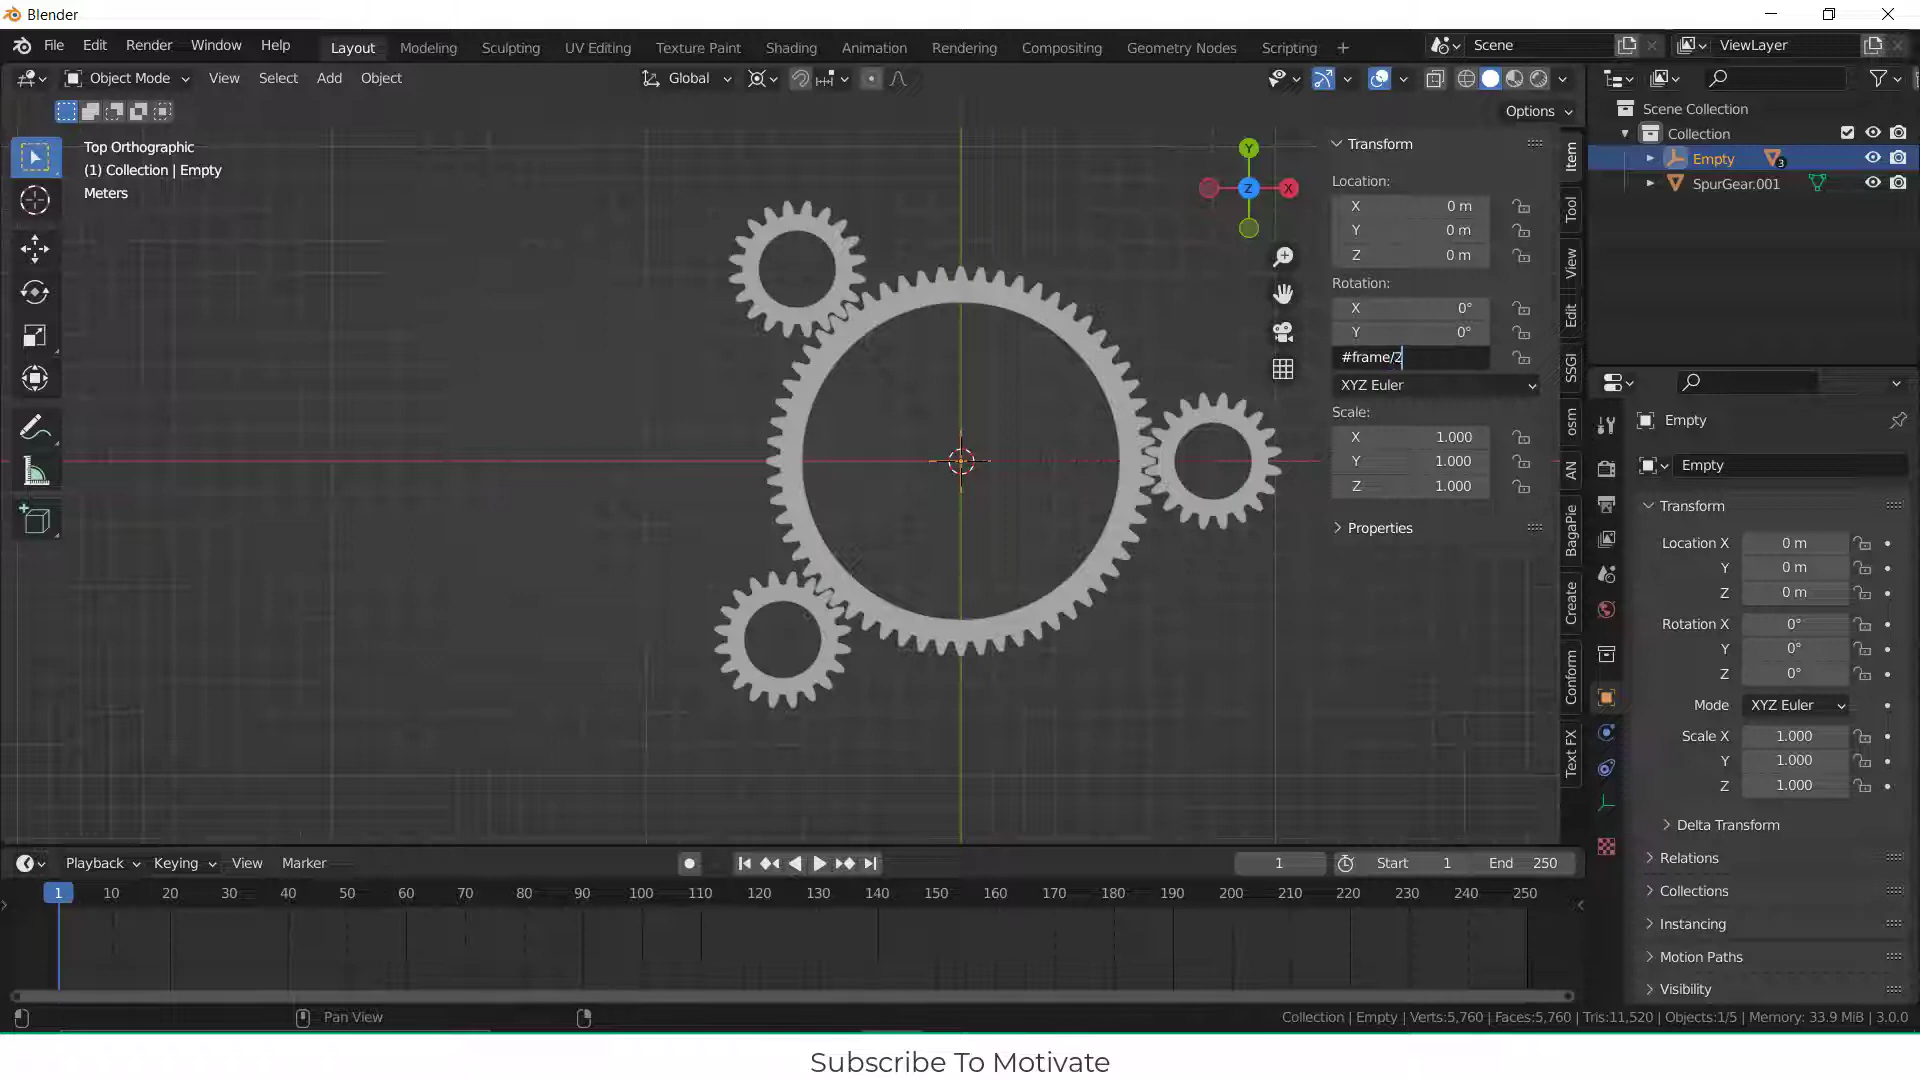 Blender
File Edit Render Window Help Layout Modeling Sculpting UV Editing Texture Paint Shading Animation Rendering Compositing Geometry Nodes Scripting + Scene ViewLayer
Object Mode View Select Add Object Global
Options
Top Orthographic
(1) Collection | Empty
Meters
Y
Z
X
Transform
Location:
X 0 m
Y 0 m
Z 0 m
Rotation:
X 0°
Y 0°
#frame/2
XYZ Euler
Scale:
X 1.000
Y 1.000
Z 1.000
Properties
Item
Tool
View
Edit
SSGI
osm
AN
BagaPie
Create
Conform
Text FX
Scene Collection
Collection
Empty 3
SpurGear.001
Empty
Empty
Transform
Location X 0 m
Y 0 m
Z 0 m
Rotation X 0°
Y 0°
Z 0°
Mode XYZ Euler
Scale X 1.000
Y 1.000
Z 1.000
Delta Transform
Relations
Collections
Instancing
Motion Paths
Visibility
Playback Keying View Marker 1 Start 1 End 250
1 10 20 30 40 50 60 70 80 90 100 110 120 130 140 150 160 170 180 190 200 210 220 230 240 250
Pan View
Collection | Empty | Verts:5,760 | Faces:5,760 | Tris:11,520 | Objects:1/5 | Memory: 33.9 MiB | 3.0.0
Subscribe To Motivate